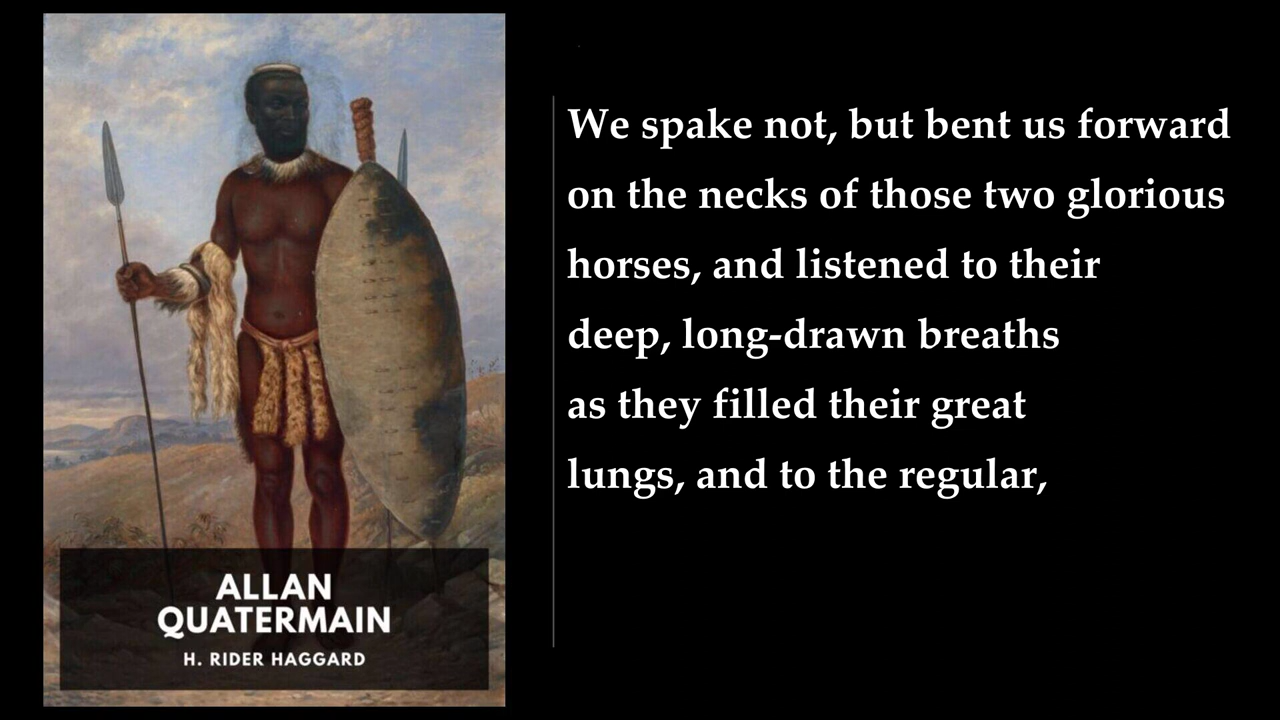 ALLAN
QUATERMAIN
H. RIDER HAGGARD
We spake not, but bent us forward
on the necks of those two glorious
horses, and listened to their
deep, long-drawn breaths
as they filled their great
lungs, and to the regular,